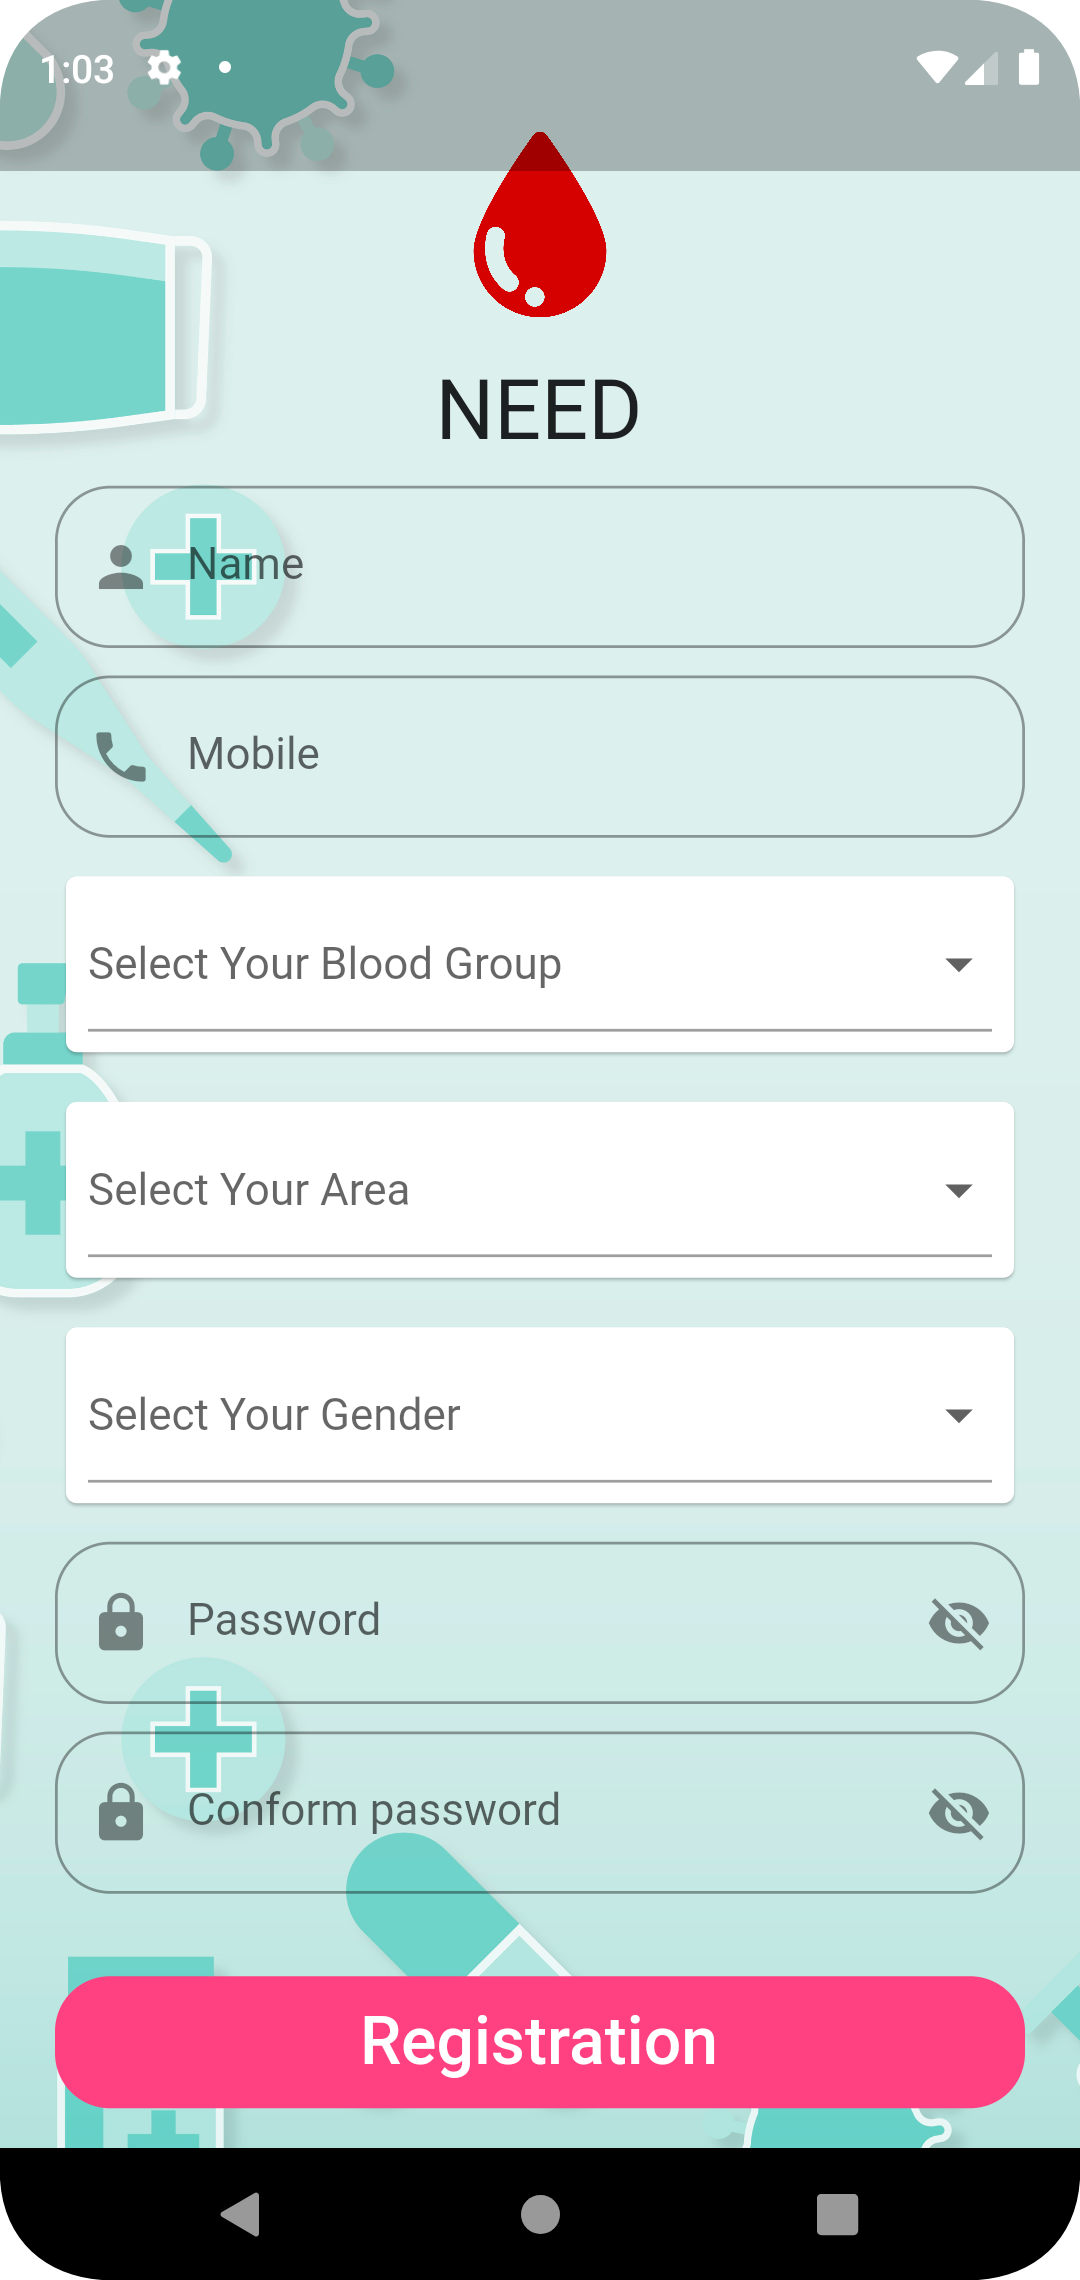 1:03
NEED
Name
Mobile
Select Your Blood Group
Select Your Area
Select Your Gender
Password
Conform password
Registration